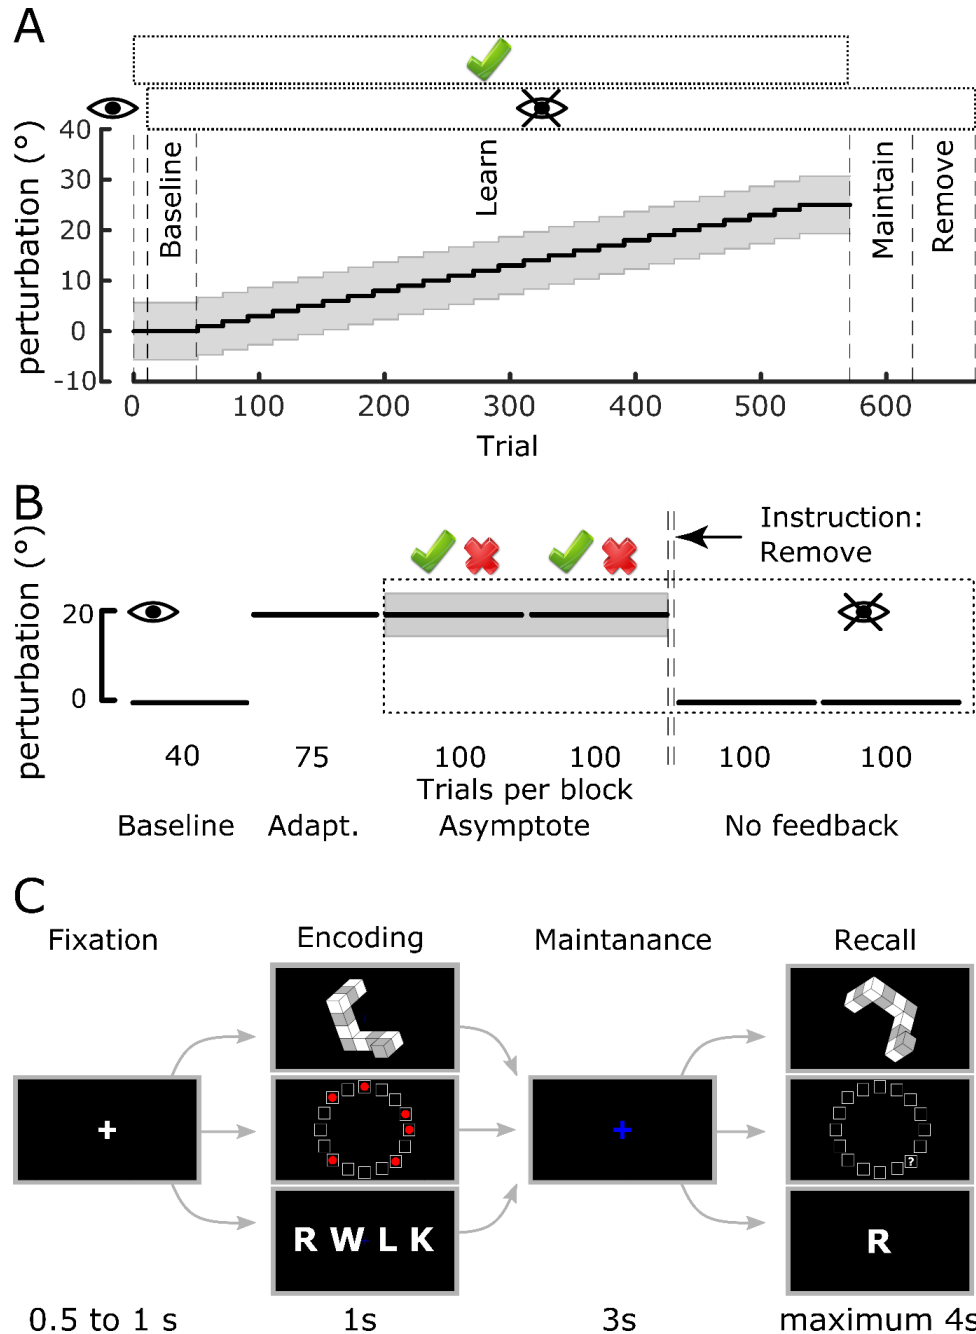 A
perturbation (°)
40
30
20
10
0
-10
Baseline
Learn
Maintain
Remove
0 100 200 300 400 500 600
Trial
B
perturbation (°)
20
0
Instruction:
Remove
40 75 100 100 100 100
Trials per block
Baseline Adapt. Asymptote No feedback
C
Fixation Encoding Maintanance Recall
+ +
?
R W L K R
0.5 to 1 s 1s 3s maximum 4s